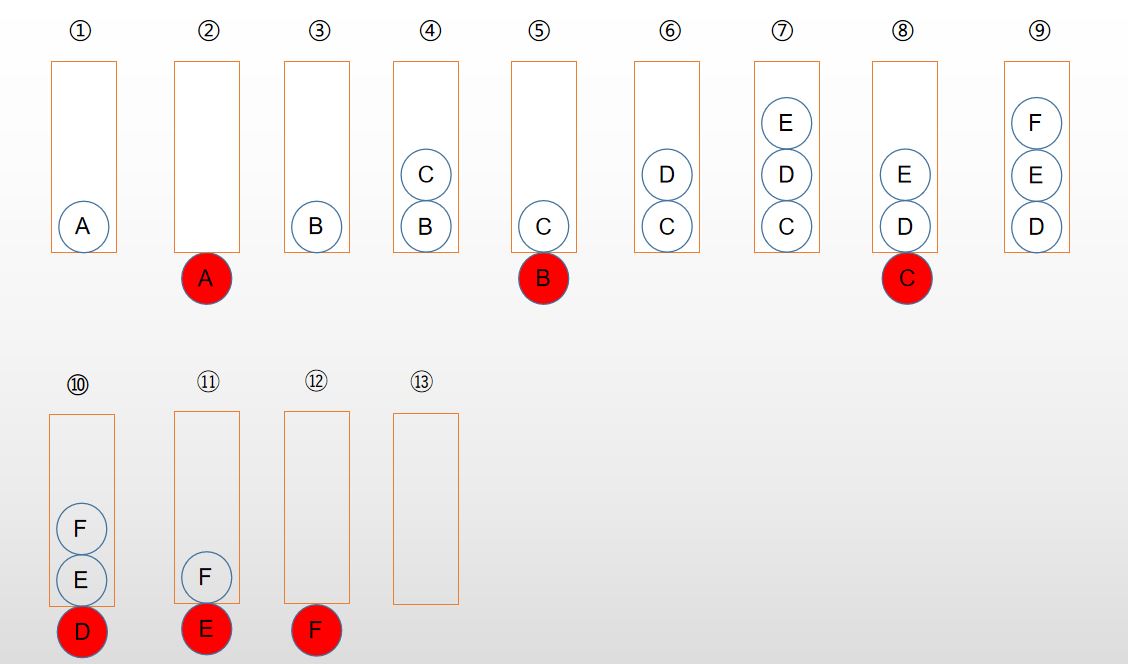 ① ② ③ ④ ⑤ ⑥ ⑦ ⑧ ⑨
E F
C D D E E
A B B C C C D D
A B C
⑩ ⑪ ⑫ ⑬
F
E F
D E F